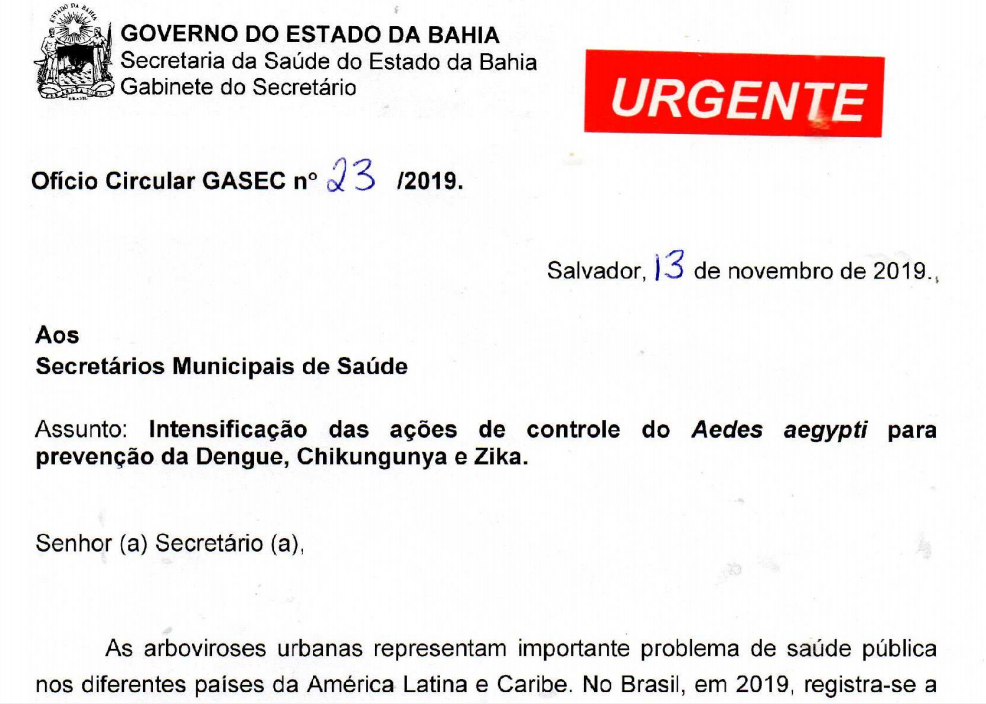 ESTADO DA BAHIA
BRASIL
GOVERNO DO ESTADO DA BAHIA
Secretaria da Saúde do Estado da Bahia
Gabinete do Secretário
URGENTE
Ofício Circular GASEC nº 23 /2019.
Salvador, 13 de novembro de 2019.,
Aos
Secretários Municipais de Saúde
Assunto: Intensificação das ações de controle do Aedes aegypti para
prevenção da Dengue, Chikungunya e Zika.
Senhor (a) Secretário (a),
As arboviroses urbanas representam importante problema de saúde pública
nos diferentes países da América Latina e Caribe. No Brasil, em 2019, registra-se a